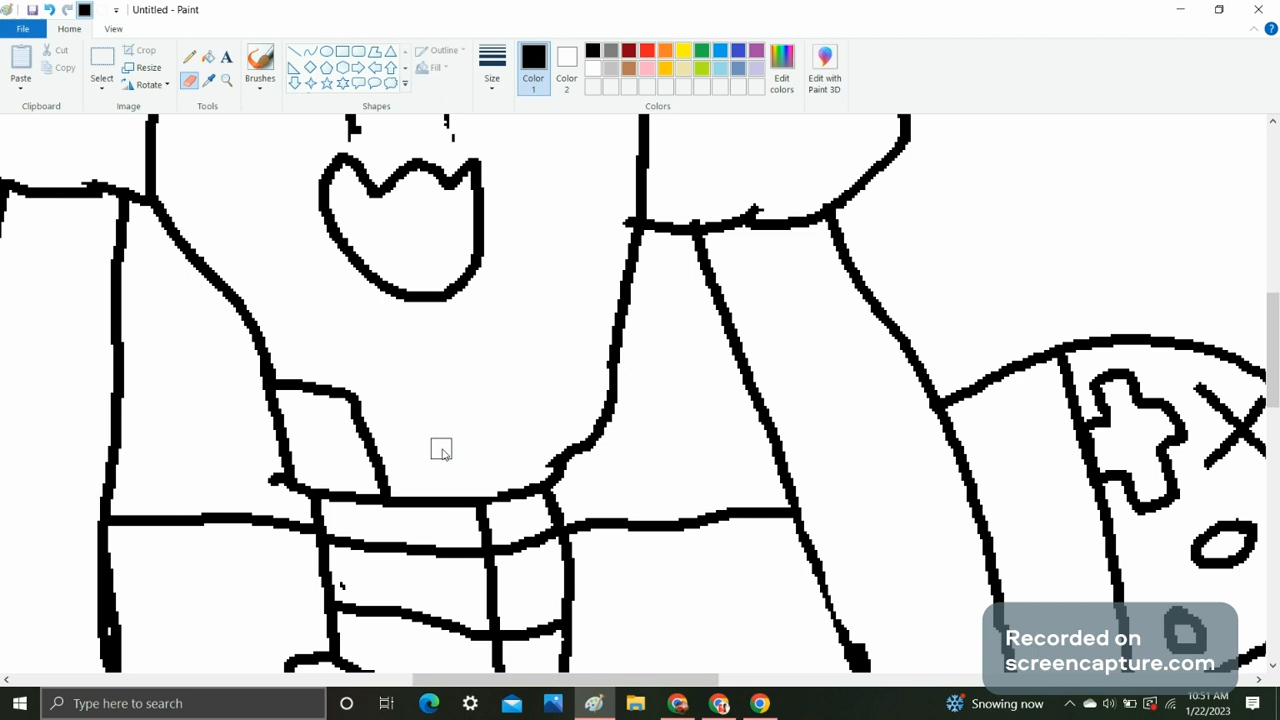 Untitled - Paint
File
Home
View
Paste
Cut
Copy
Clipboard
Select
Crop
Resize
Rotate
Image
Tools
Brushes
Outline
Fill
Shapes
Size
Color
1
Color
2
Edit
colors
Edit with
Paint 3D
Colors
Recorded on
screencapture.com
Type here to search
Snowing now
10:51 AM
1/22/2023